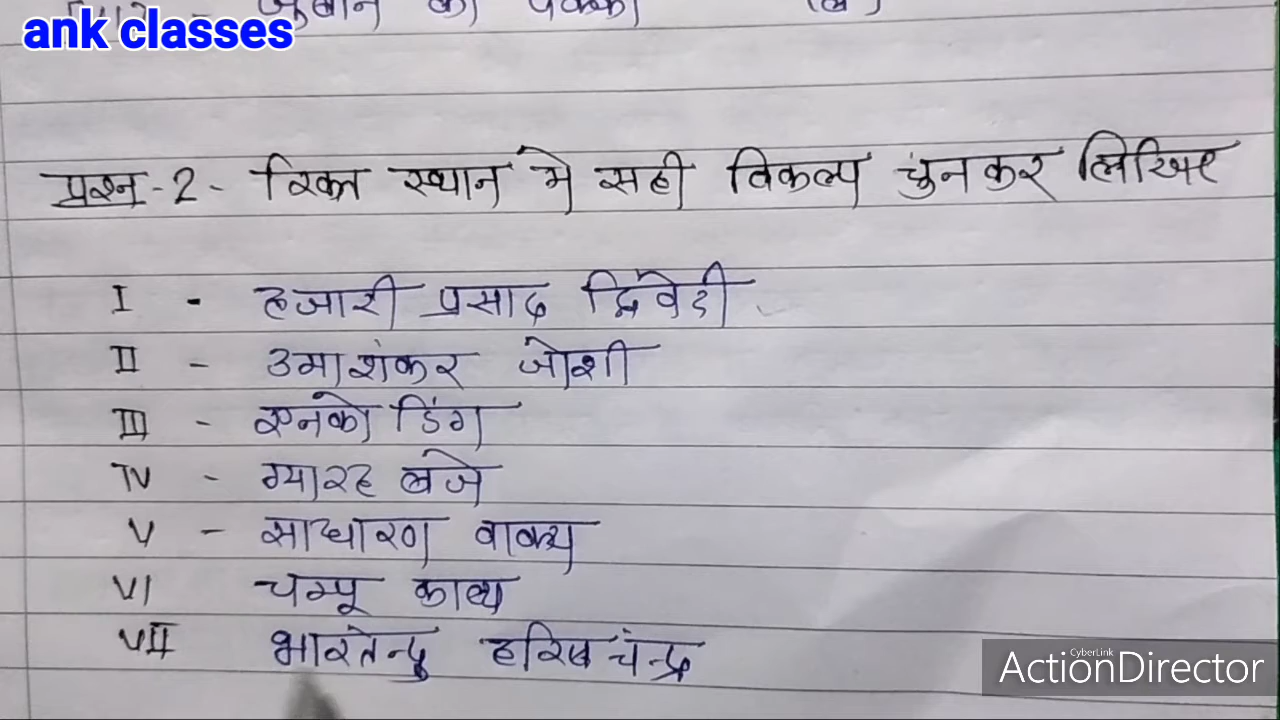 ank classes
जुबान का पक्का (ब)
प्रश्न-2- रिक्त स्थान मे सही विकल्प चुनकर लिखिए
I - हजारी प्रसाद द्विवेदी
II - उमाशंकर जोशी
III - एनकोडिंग
IV - ग्यारह बजे
V - साधारण वाक्य
VI चम्पू काव्य
VII भारतेन्दु हरिश्चंद्र
CyberLink
ActionDirector